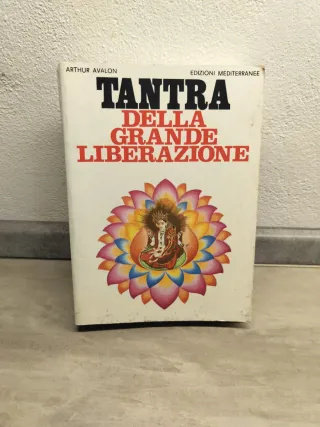 ARTHUR AVALON EDIZIONI MEDITERRANEE
TANTRA
DELLA
GRANDE
LIBERAZIONE